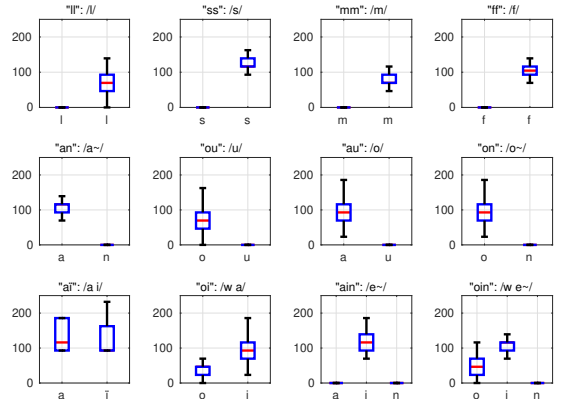 "ll": /l/ "ss": /s/ "mm": /m/ "ff": /f/
200 200 200 200
100 100 100 100
0 0 0 0
l l s s m m f f
"an": /a~/ "ou": /u/ "au": /o/ "on": /o~/
200 200 200 200
100 100 100 100
0 0 0 0
a n o u a u o n
"aï": /a i/ "oi": /w a/ "ain": /e~/ "oin": /w e~/
200 200 200 200
100 100 100 100
0 0 0 0
a ï o i a i n o i n